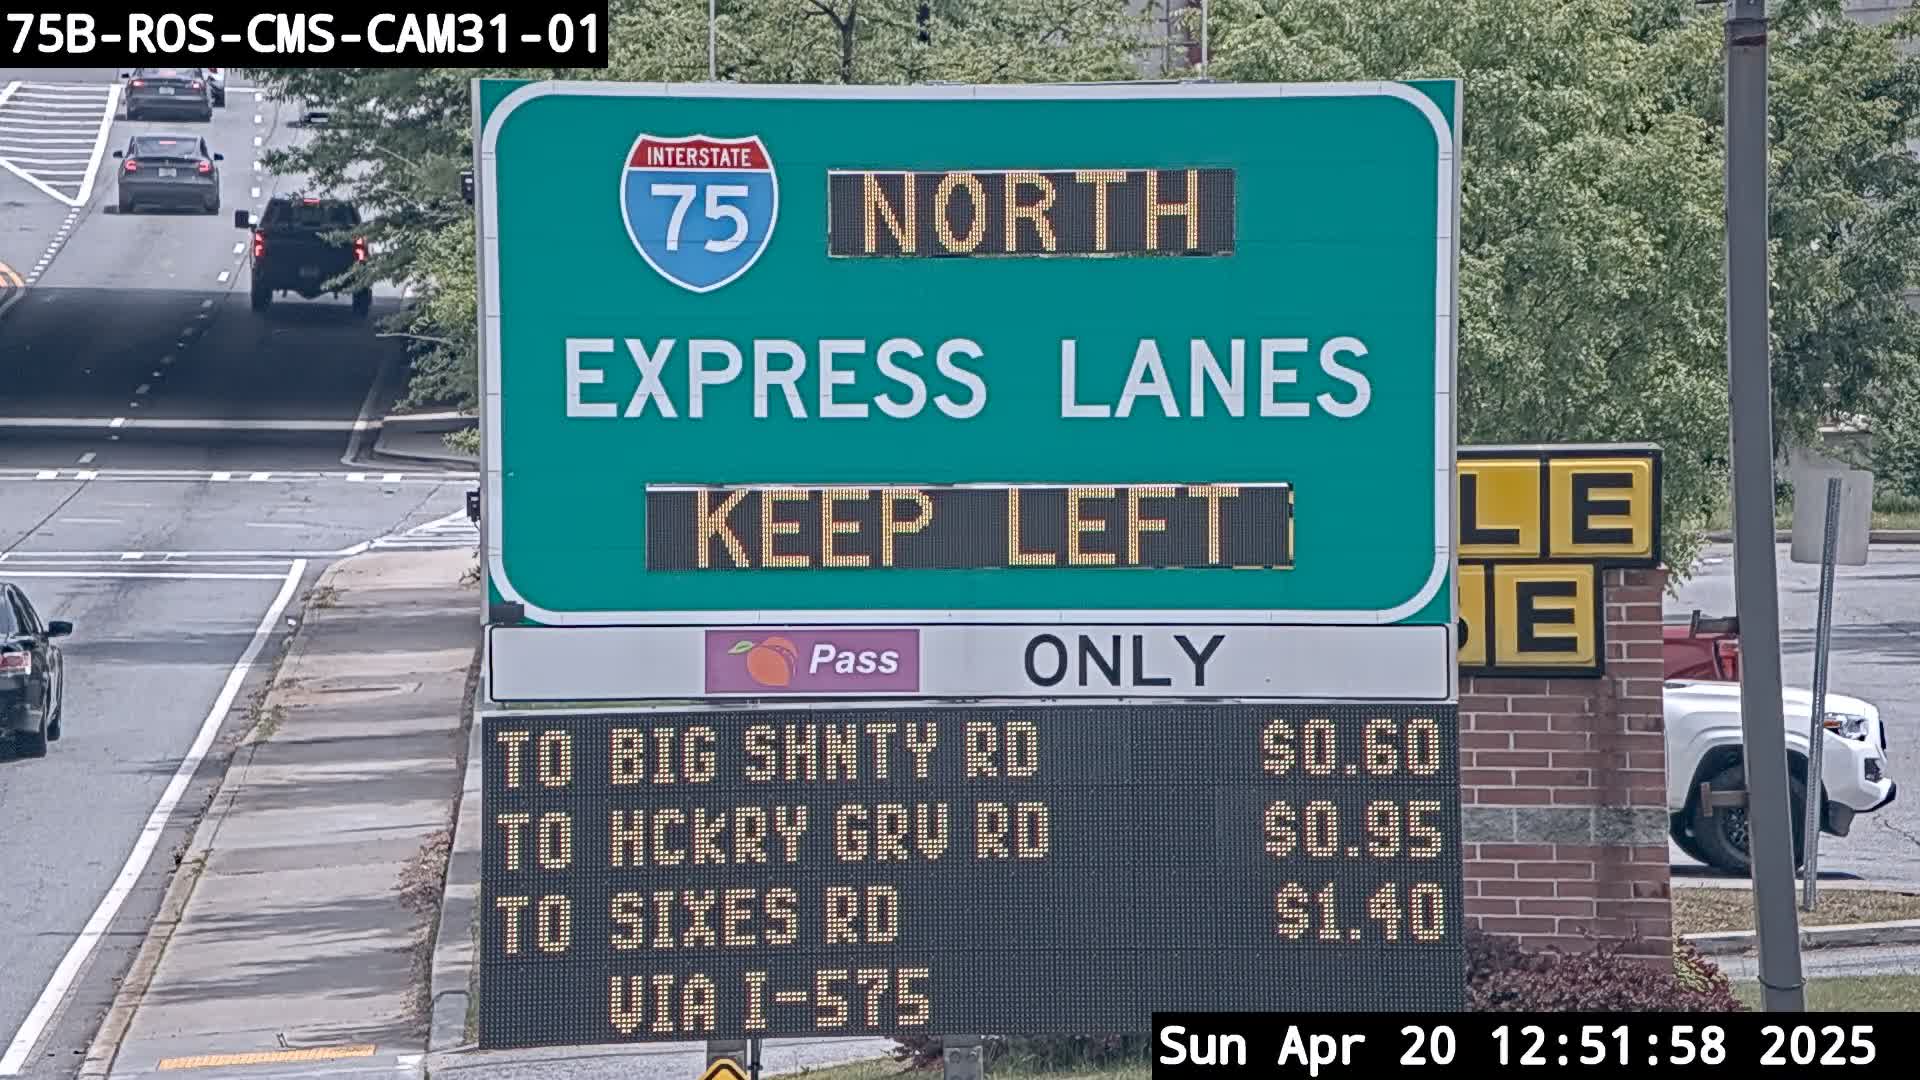 75B-ROS-CMS-CAM31-01
INTERSTATE
75
NORTH
EXPRESS LANES
KEEP LEFT
Pass ONLY
TO BIG SHNTY RD $0.60
TO HCKRY GRV RD $0.95
TO SIXES RD $1.40
VIA I-575
LE
E
Sun Apr 20 12:51:58 2025